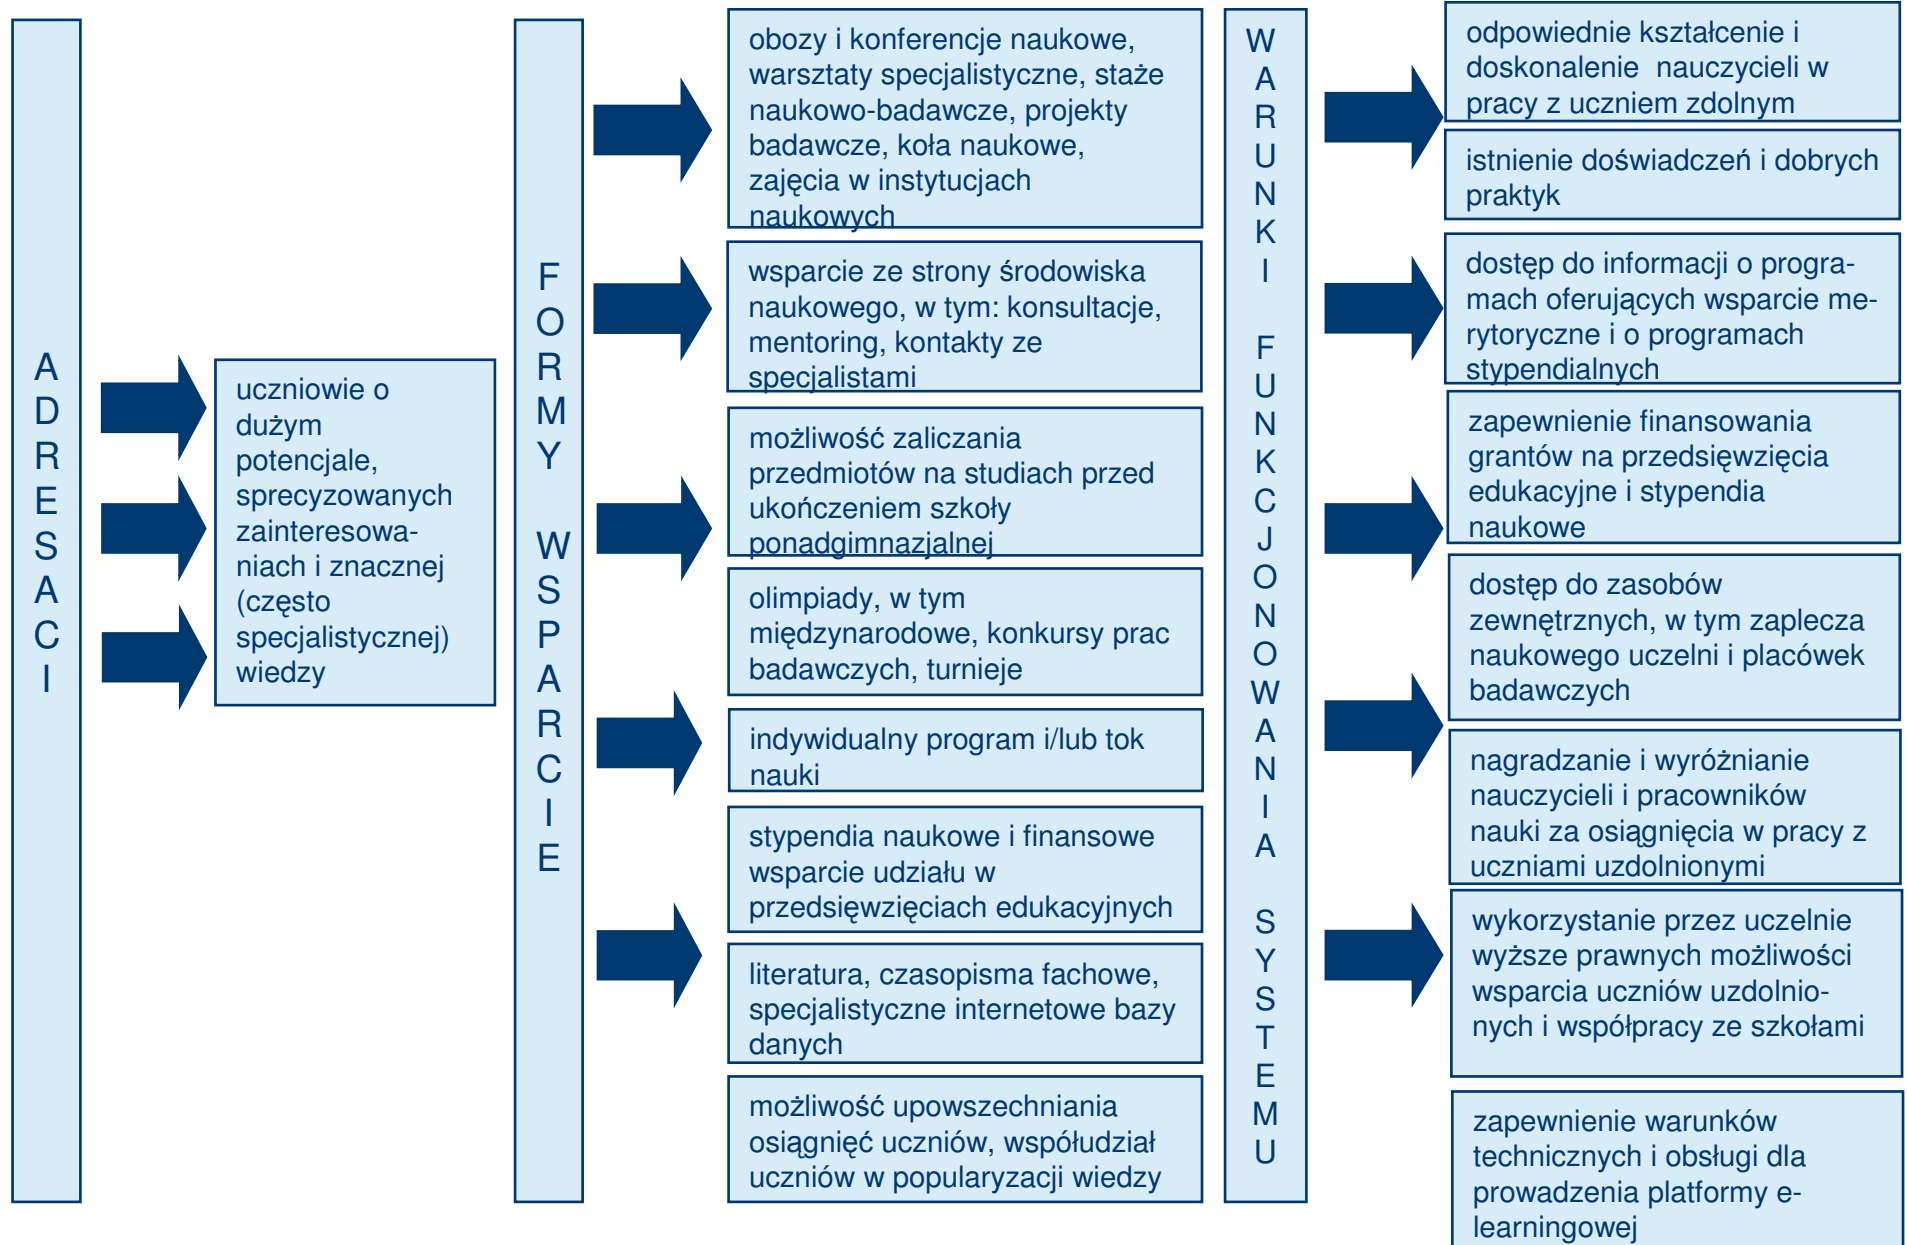 ADRESACI
uczniowie o
dużym
potencjale,
sprecyzowanych
zainteresowa-
niach i znacznej
(często
specjalistycznej)
wiedzy
FORMY WSPARCIE
obozy i konferencje naukowe,
warsztaty specjalistyczne, staże
naukowo-badawcze, projekty
badawcze, koła naukowe,
zajęcia w instytucjach
naukowych
wsparcie ze strony środowiska
naukowego, w tym: konsultacje,
mentoring, kontakty ze
specjalistami
możliwość zaliczania
przedmiotów na studiach przed
ukończeniem szkoły
ponadgimnazjalnej
olimpiady, w tym
międzynarodowe, konkursy prac
badawczych, turnieje
indywidualny program i/lub tok
nauki
stypendia naukowe i finansowe
wsparcie udziału w
przedsięwzięciach edukacyjnych
literatura, czasopisma fachowe,
specjalistyczne internetowe bazy
danych
możliwość upowszechniania
osiągnięć uczniów, współudział
uczniów w popularyzacji wiedzy
WARUNKI FUNKCJONOWANIA SYSTEMU
odpowiednie kształcenie i
doskonalenie nauczycieli w
pracy z uczniem zdolnym
istnienie doświadczeń i dobrych
praktyk
dostęp do informacji o progra-
mach oferujących wsparcie me-
rytoryczne i o programach
stypendialnych
zapewnienie finansowania
grantów na przedsięwzięcia
edukacyjne i stypendia
naukowe
dostęp do zasobów
zewnętrznych, w tym zaplecza
naukowego uczelni i placówek
badawczych
nagradzanie i wyróżnianie
nauczycieli i pracowników
nauki za osiągnięcia w pracy z
uczniami uzdolnionymi
wykorzystanie przez uczelnie
wyższe prawnych możliwości
wsparcia uczniów uzdolnio-
nych i współpracy ze szkołami
zapewnienie warunków
technicznych i obsługi dla
prowadzenia platformy e-
learningowej